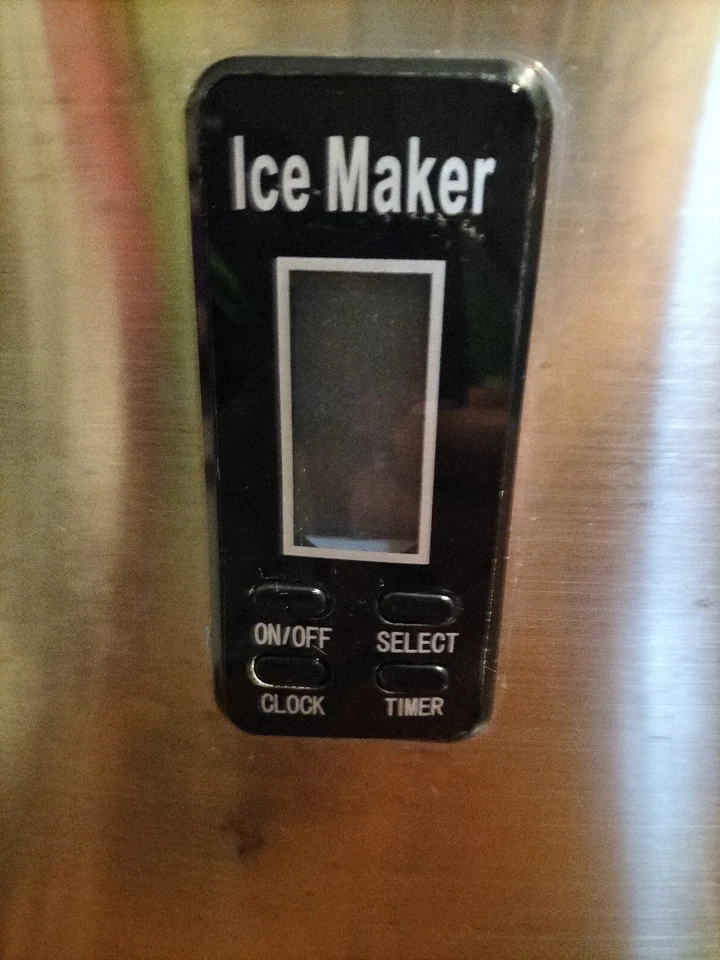 Ice Maker
ON/OFF SELECT
CLOCK TIMER